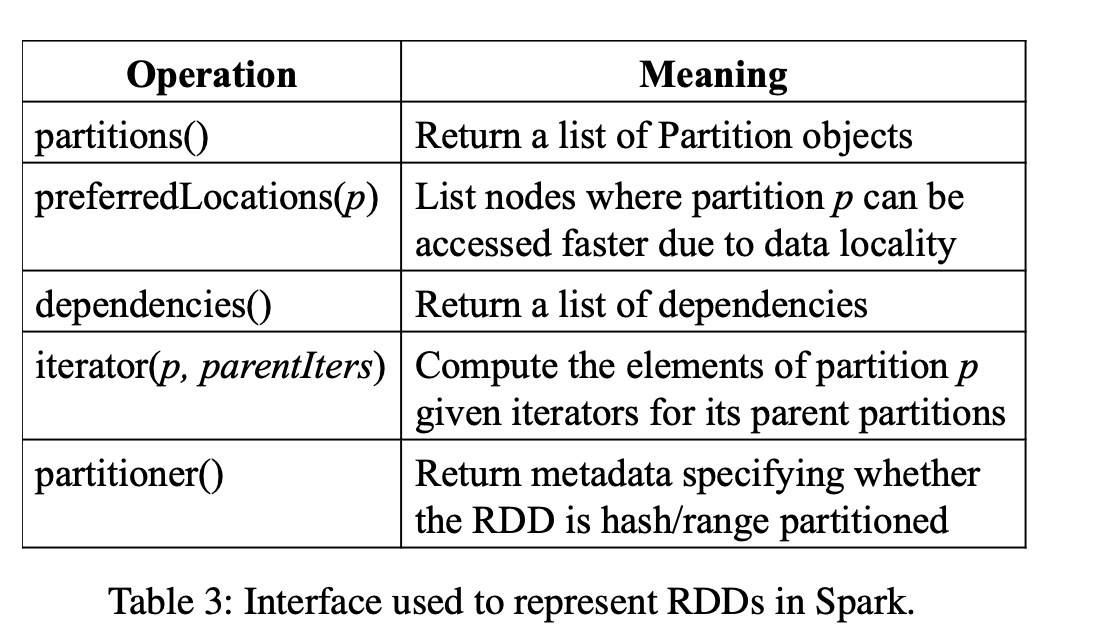 Operation Meaning
partitions() Return a list of Partition objects
preferredLocations(p) List nodes where partition p can be
accessed faster due to data locality
dependencies() Return a list of dependencies
iterator(p, parentIters) Compute the elements of partition p
given iterators for its parent partitions
partitioner() Return metadata specifying whether
the RDD is hash/range partitioned
Table 3: Interface used to represent RDDs in Spark.